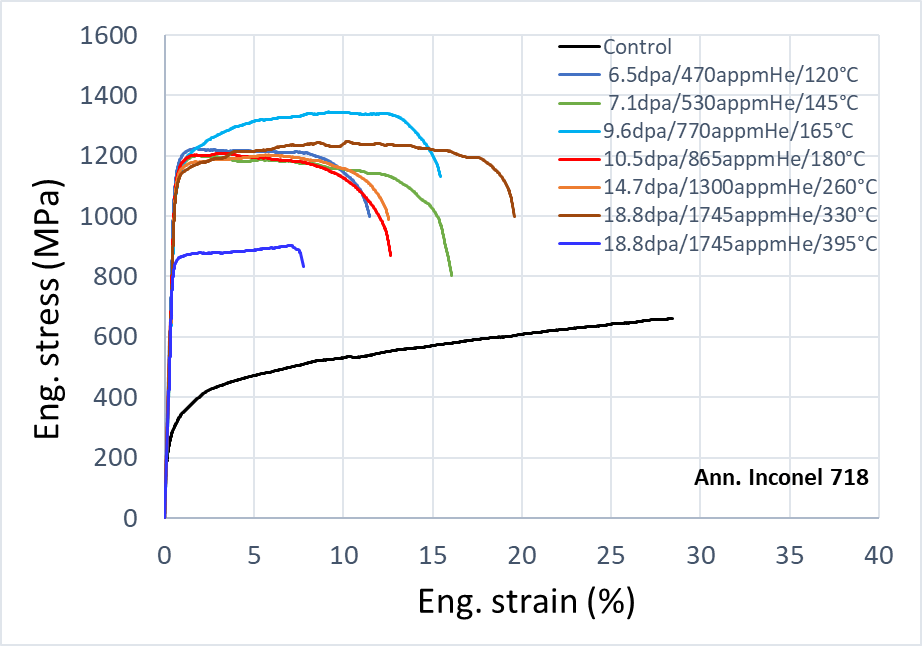 Eng. stress (MPa)
1600
1400
1200
1000
800
600
400
200
0
Control
6.5dpa/470appmHe/120°C
7.1dpa/530appmHe/145°C
9.6dpa/770appmHe/165°C
10.5dpa/865appmHe/180°C
14.7dpa/1300appmHe/260°C
18.8dpa/1745appmHe/330°C
18.8dpa/1745appmHe/395°C
Ann. Inconel 718
0 5 10 15 20 25 30 35 40
Eng. strain (%)